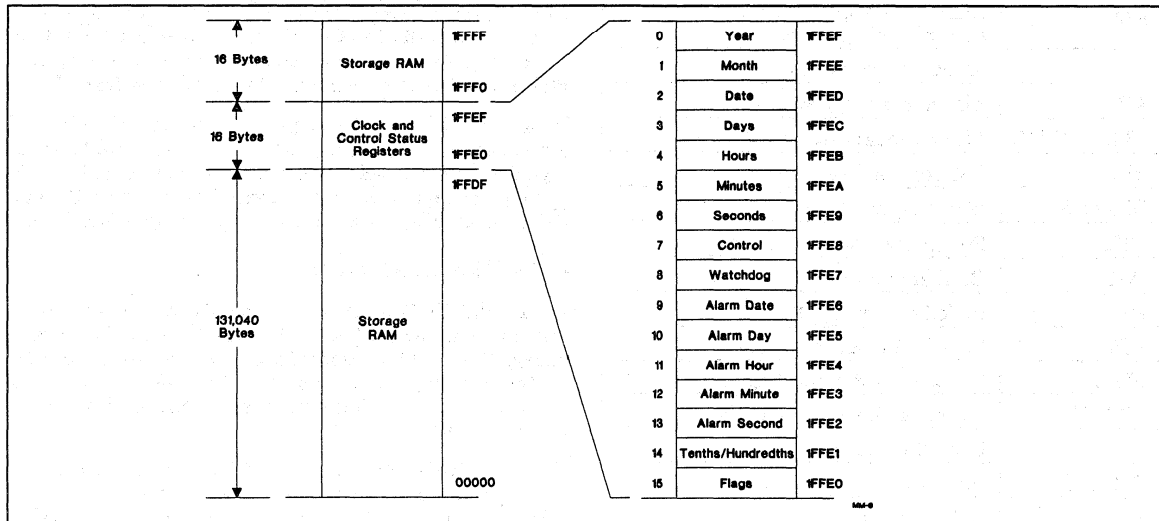 1FFFF
16 Bytes
Storage RAM
1FFF0
1FFEF
16 Bytes
Clock and
Control Status
Registers
1FFE0
1FFDF
131,040
Bytes
Storage
RAM
00000
0 Year 1FFEF
1 Month 1FFEE
2 Date 1FFED
3 Days 1FFEC
4 Hours 1FFEB
5 Minutes 1FFEA
6 Seconds 1FFE9
7 Control 1FFE8
8 Watchdog 1FFE7
9 Alarm Date 1FFE6
10 Alarm Day 1FFE5
11 Alarm Hour 1FFE4
12 Alarm Minute 1FFE3
13 Alarm Second 1FFE2
14 Tenths/Hundredths 1FFE1
15 Flags 1FFE0